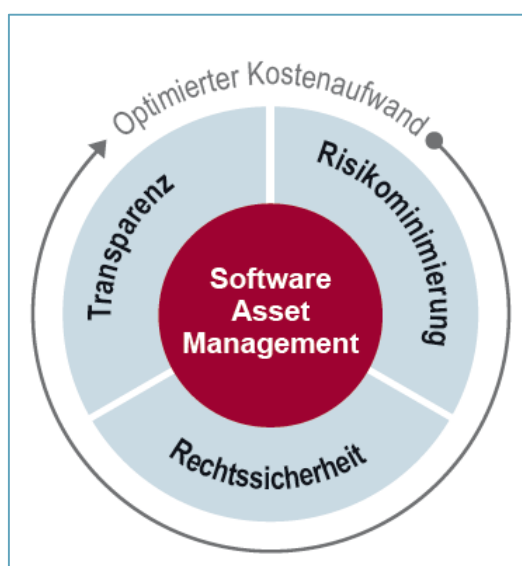 Optimierter Kostenaufwand
Transparenz
Risikominimierung
Software
Asset
Management
Rechtssicherheit